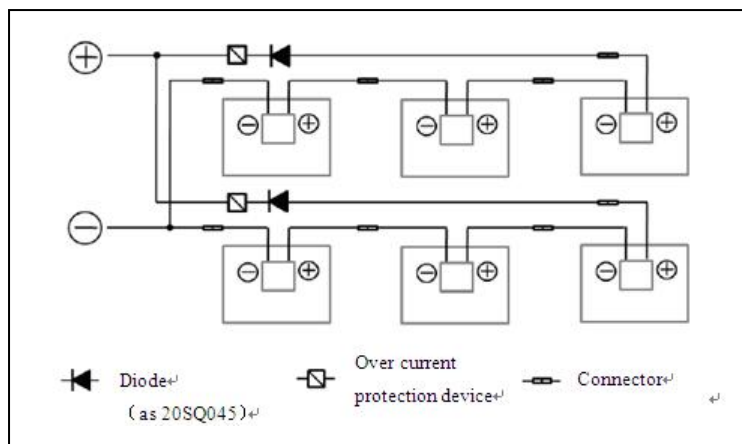 Diode
（as 20SQ045）
Over current
protection device
Connector